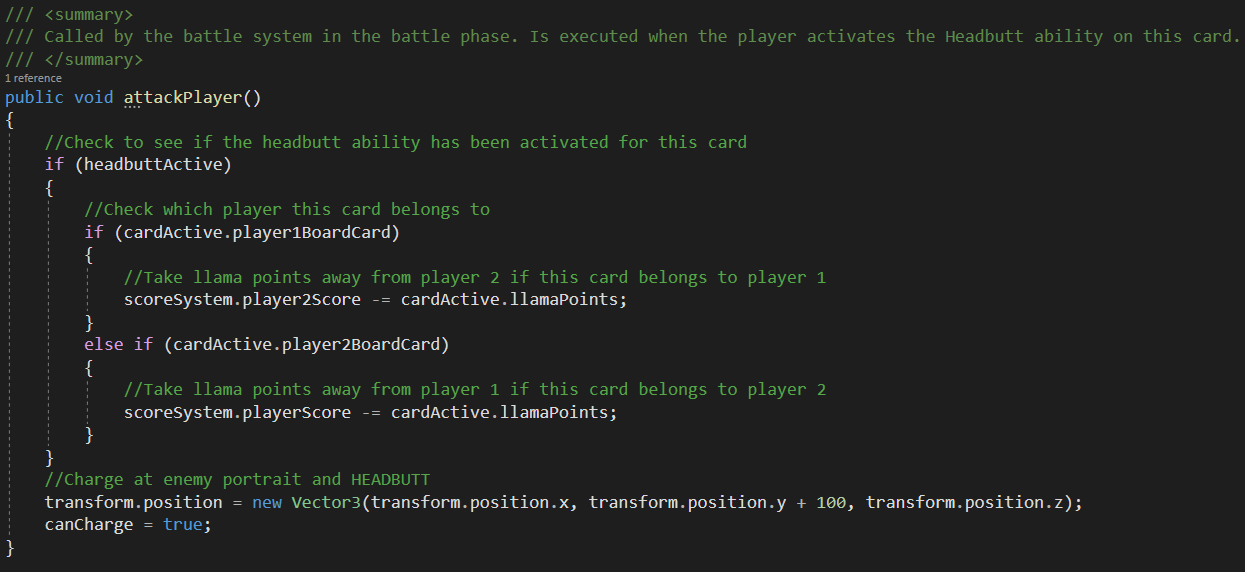 /// <summary>
/// Called by the battle system in the battle phase. Is executed when the player activates the Headbutt ability on this card.
/// </summary>
1 reference
public void attackPlayer()
{
    //Check to see if the headbutt ability has been activated for this card
    if (headbuttActive)
    {
        //Check which player this card belongs to
        if (cardActive.player1BoardCard)
        {
            //Take llama points away from player 2 if this card belongs to player 1
            scoreSystem.player2Score -= cardActive.llamaPoints;
        }
        else if (cardActive.player2BoardCard)
        {
            //Take llama points away from player 1 if this card belongs to player 2
            scoreSystem.playerScore -= cardActive.llamaPoints;
        }
    }
    //Charge at enemy portrait and HEADBUTT
    transform.position = new Vector3(transform.position.x, transform.position.y + 100, transform.position.z);
    canCharge = true;
}